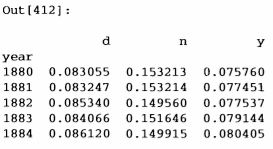 Out[412]:
d n y
year
1880 0.083055 0.153213 0.075760
1881 0.083247 0.153214 0.077451
1882 0.085340 0.149560 0.077537
1883 0.084066 0.151646 0.079144
1884 0.086120 0.149915 0.080405